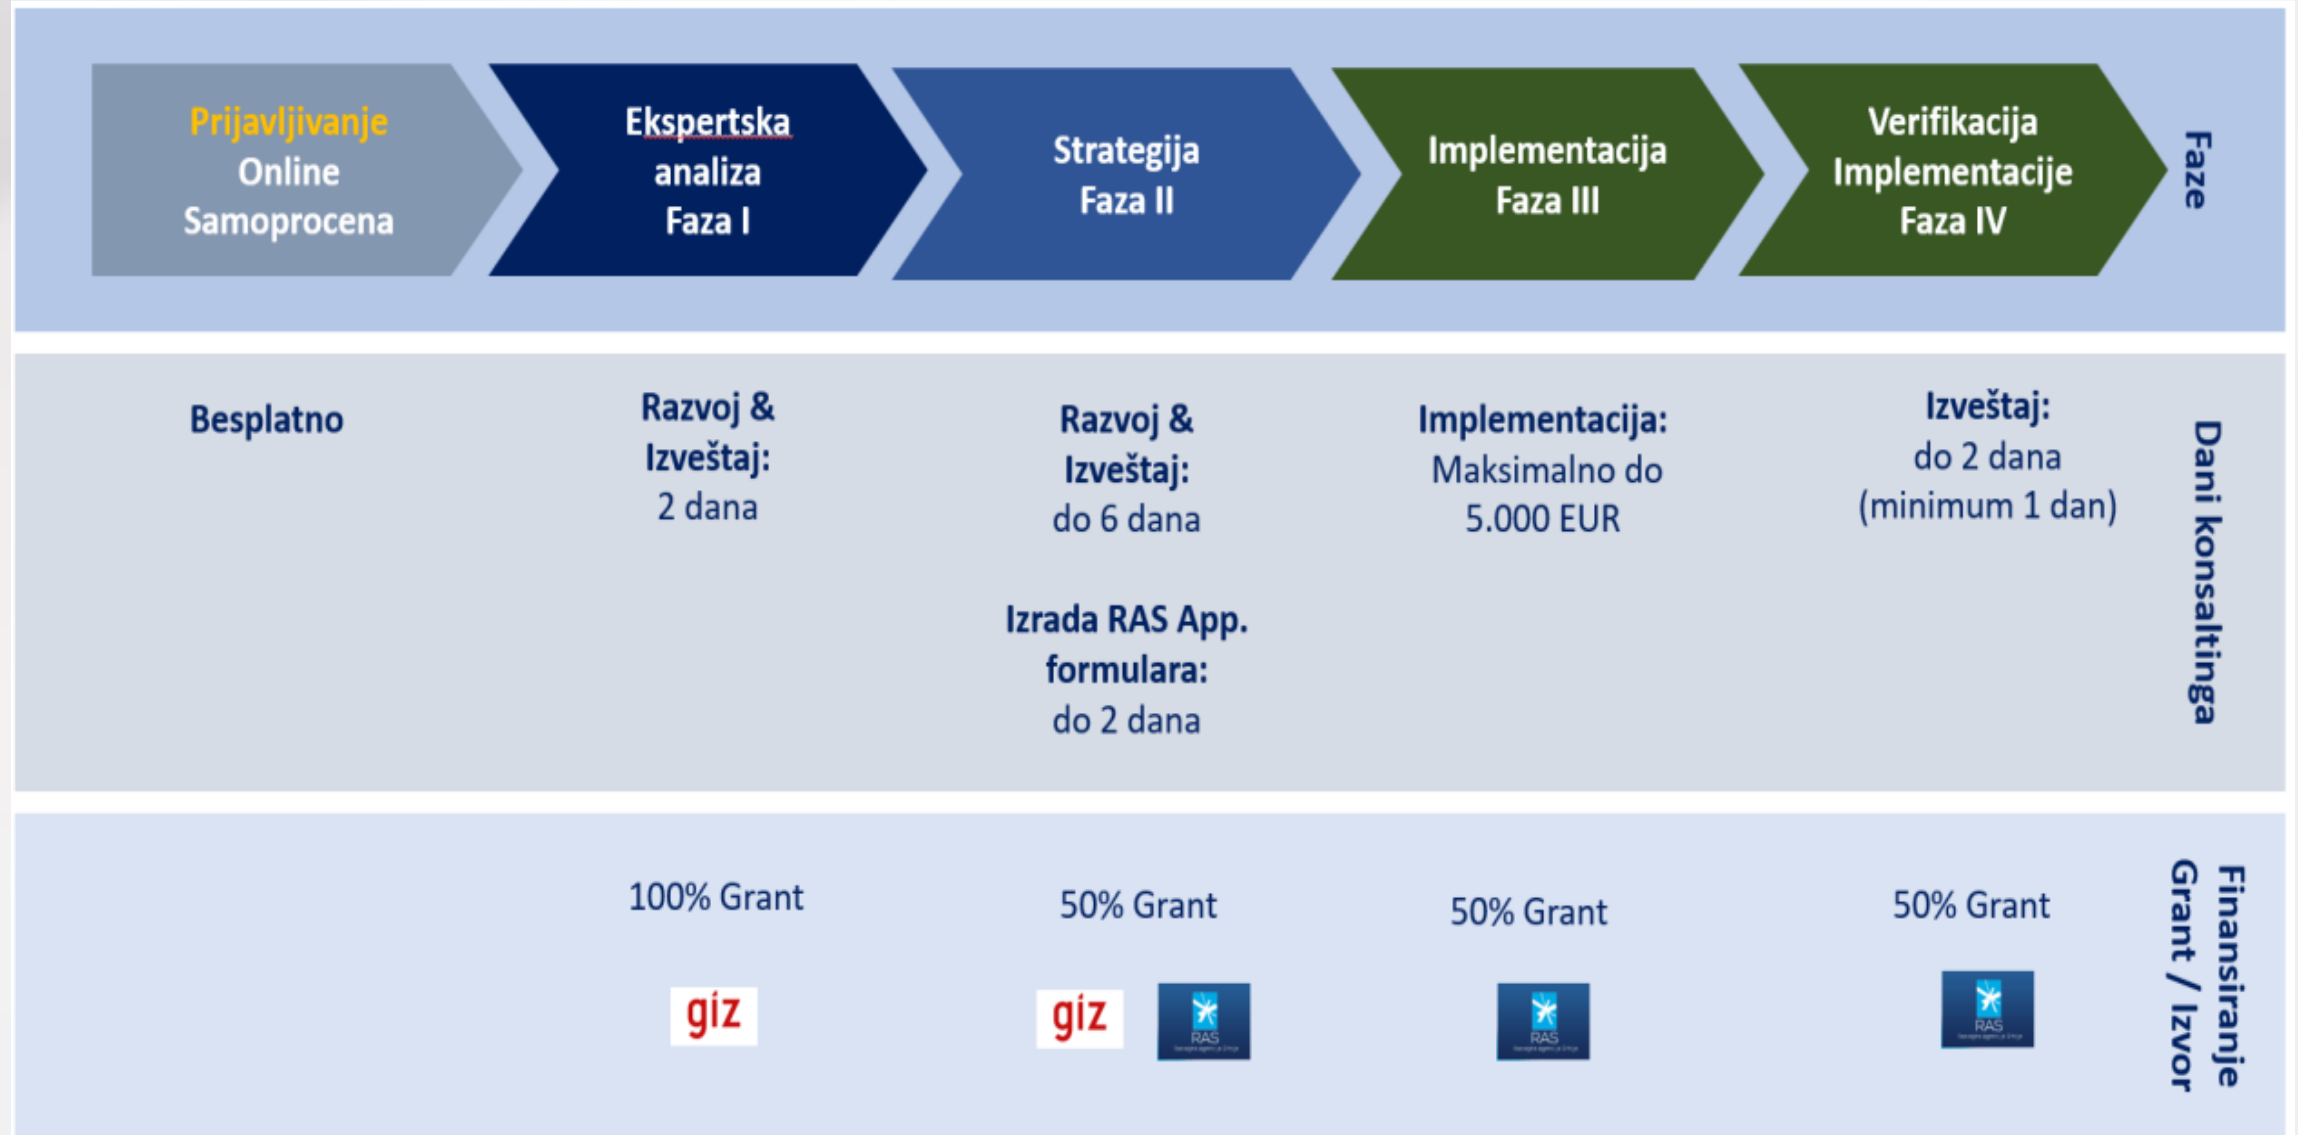 Prijavljivanje
Online
Samoprocena
Ekspertska
analiza
Faza I
Strategija
Faza II
Implementacija
Faza III
Verifikacija
Implementacije
Faza IV
Faze
Besplatno
Razvoj &
Izveštaj:
2 dana
Razvoj &
Izveštaj:
do 6 dana
Izrada RAS App.
formulara:
do 2 dana
Implementacija:
Maksimalno do
5.000 EUR
Izveštaj:
do 2 dana
(minimum 1 dan)
Dani konsaltinga
100% Grant
giz
50% Grant
giz
RAS
50% Grant
RAS
50% Grant
RAS
Finansiranje
Grant / Izvor